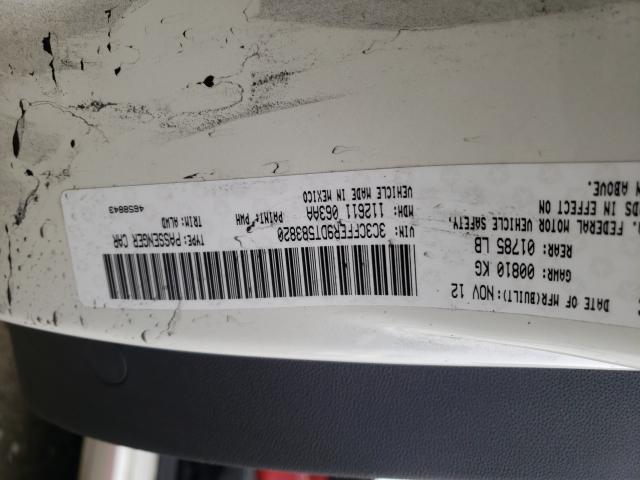 DATE OF MFR(BUILT): NOV 12
GAWR: 00810 KG
REAR: 01785 LB
FEDERAL MOTOR VEHICLE SAFETY,
IN EFFECT ON
ABOVE.
VIN: 3C3CFFER9DT583820 TYPE: PASSENGER CAR
MDH: 112611 063AA PAINT: PWH TRIM: ALWD
VEHICLE MADE IN MEXICO 4658843